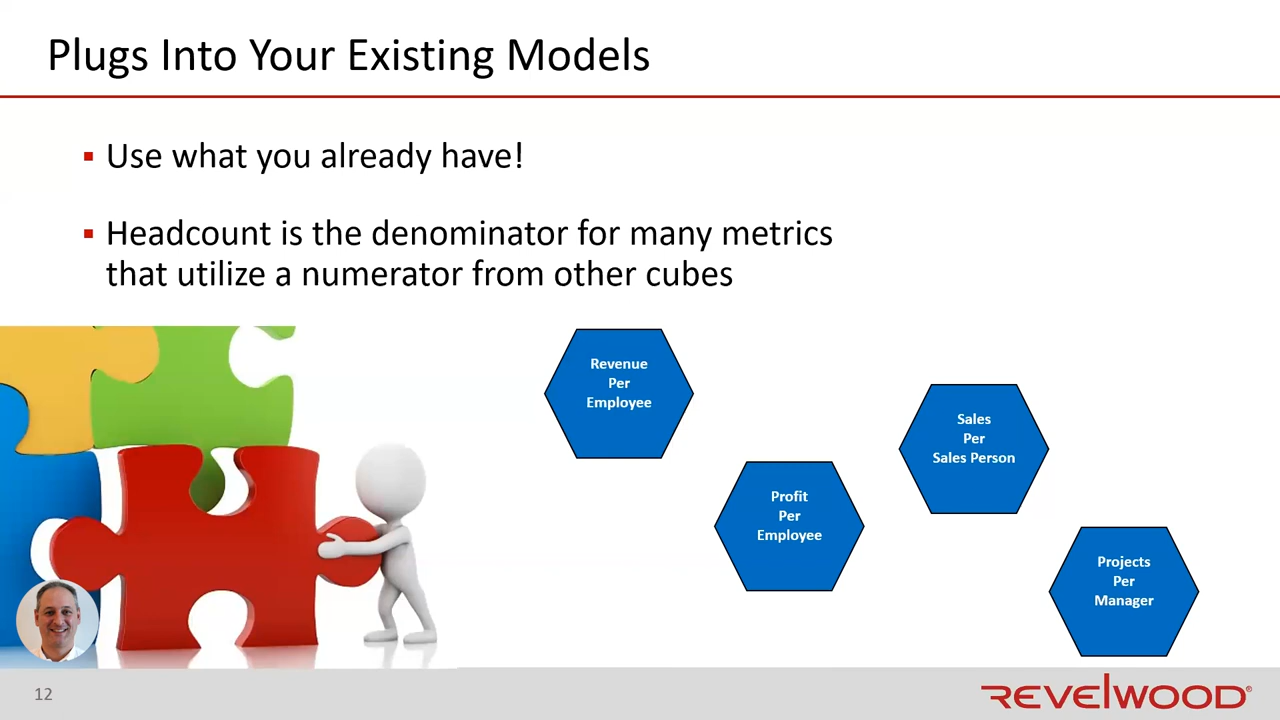 Plugs Into Your Existing Models
Use what you already have!
Headcount is the denominator for many metrics
that utilize a numerator from other cubes
Revenue
Per
Employee
Sales
Per
Sales Person
Profit
Per
Employee
Projects
Per
Manager
12
REVELWOOD®